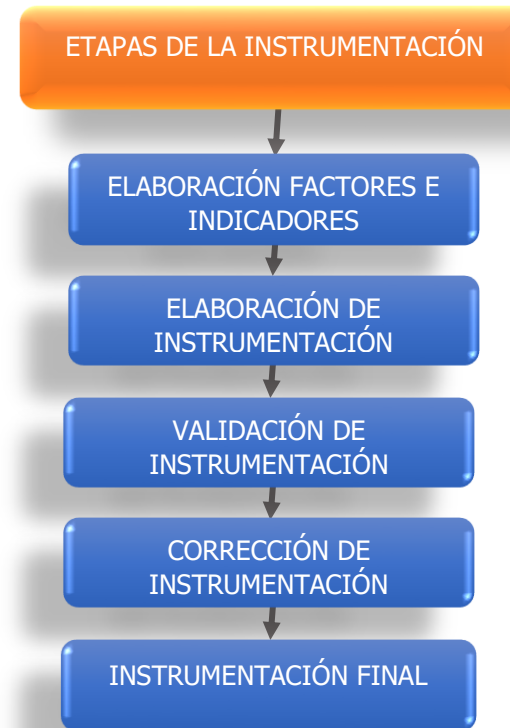 ETAPAS DE LA INSTRUMENTACIÓN
ELABORACIÓN FACTORES E
INDICADORES
ELABORACIÓN DE
INSTRUMENTACIÓN
VALIDACIÓN DE
INSTRUMENTACIÓN
CORRECCIÓN DE
INSTRUMENTACIÓN
INSTRUMENTACIÓN FINAL